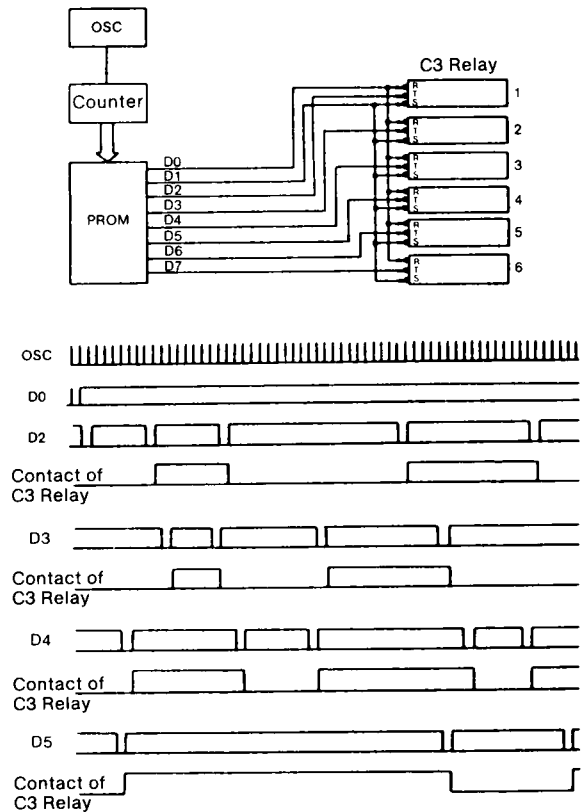 OSC
C3 Relay
Counter
R
T
S
1
R
T
S
2
D0
D1
D2
D3
D4
D5
D6
D7
PROM
R
T
S
3
R
T
S
4
R
T
S
5
R
T
S
6
OSC
D0
D2
Contact of
C3 Relay
D3
Contact of
C3 Relay
D4
Contact of
C3 Relay
D5
Contact of
C3 Relay